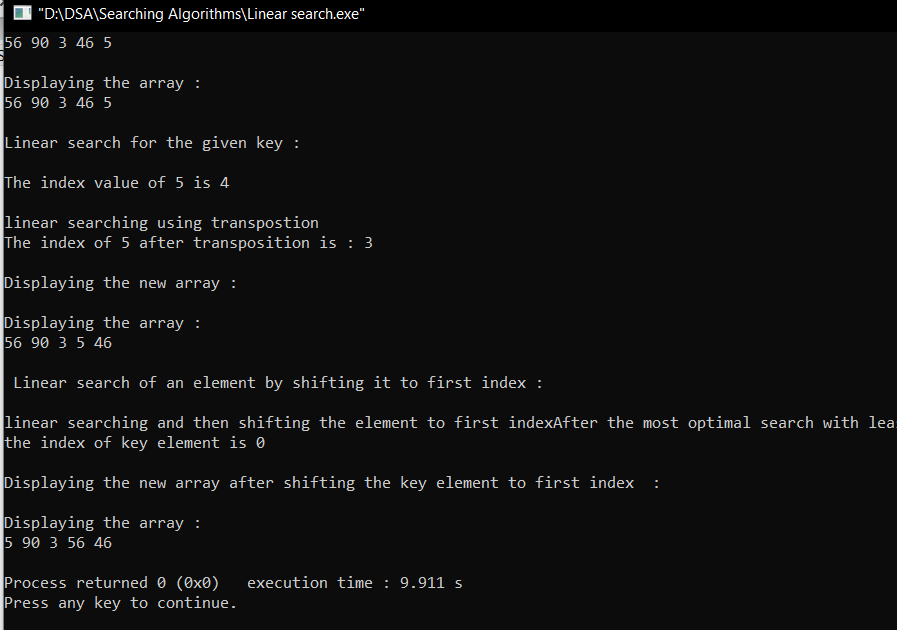 "D:\DSA\Searching Algorithms\Linear search.exe"
56 90 3 46 5
Displaying the array :
56 90 3 46 5
Linear search for the given key :
The index value of 5 is 4
linear searching using transpostion
The index of 5 after transposition is : 3
Displaying the new array :
Displaying the array :
56 90 3 5 46
Linear search of an element by shifting it to first index :
linear searching and then shifting the element to first indexAfter the most optimal search with
the index of key element is 0
Displaying the new array after shifting the key element to first index  :
Displaying the array :
5 90 3 56 46
Process returned 0 (0x0)   execution time : 9.911 s
Press any key to continue.